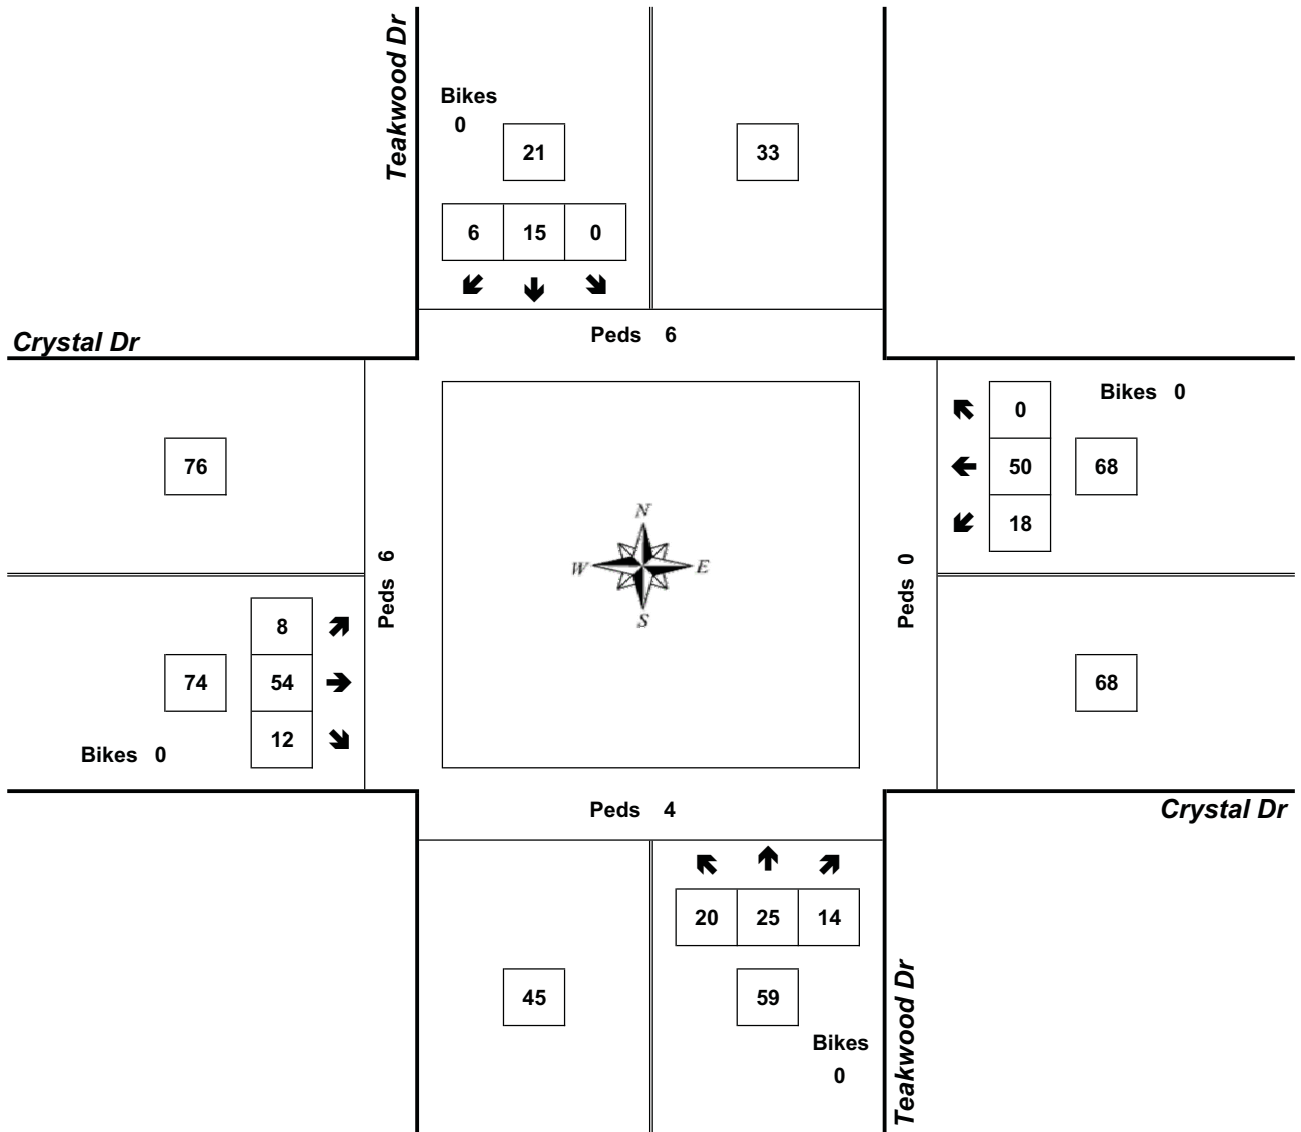 Teakwood Dr
Bikes
0
21
33
6 15 0
Peds 6
Crystal Dr
Bikes 0
0
76
50 68
18
N
W E
S
Peds 6
Peds 0
8
74 54
68
12
Bikes 0
Peds 4
Crystal Dr
20 25 14
45
59
Bikes
0
Teakwood Dr